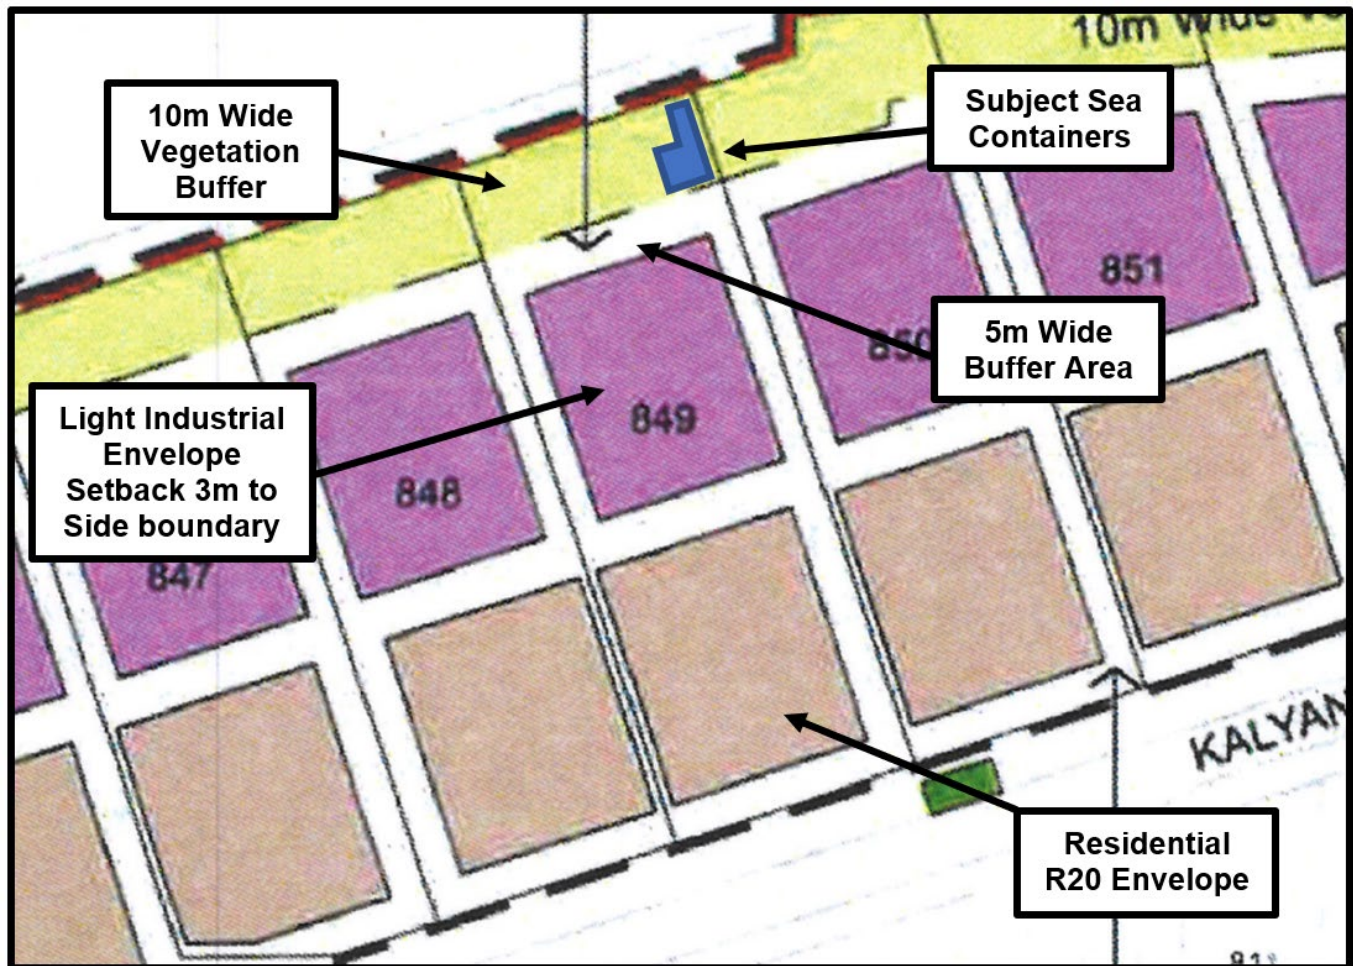 10m Wide
10m Wide
Vegetation
Buffer
Subject Sea
Containers
851
5m Wide
Buffer Area
850
Light Industrial
Envelope
Setback 3m to
Side boundary
849
848
847
KALYAN
Residential
R20 Envelope